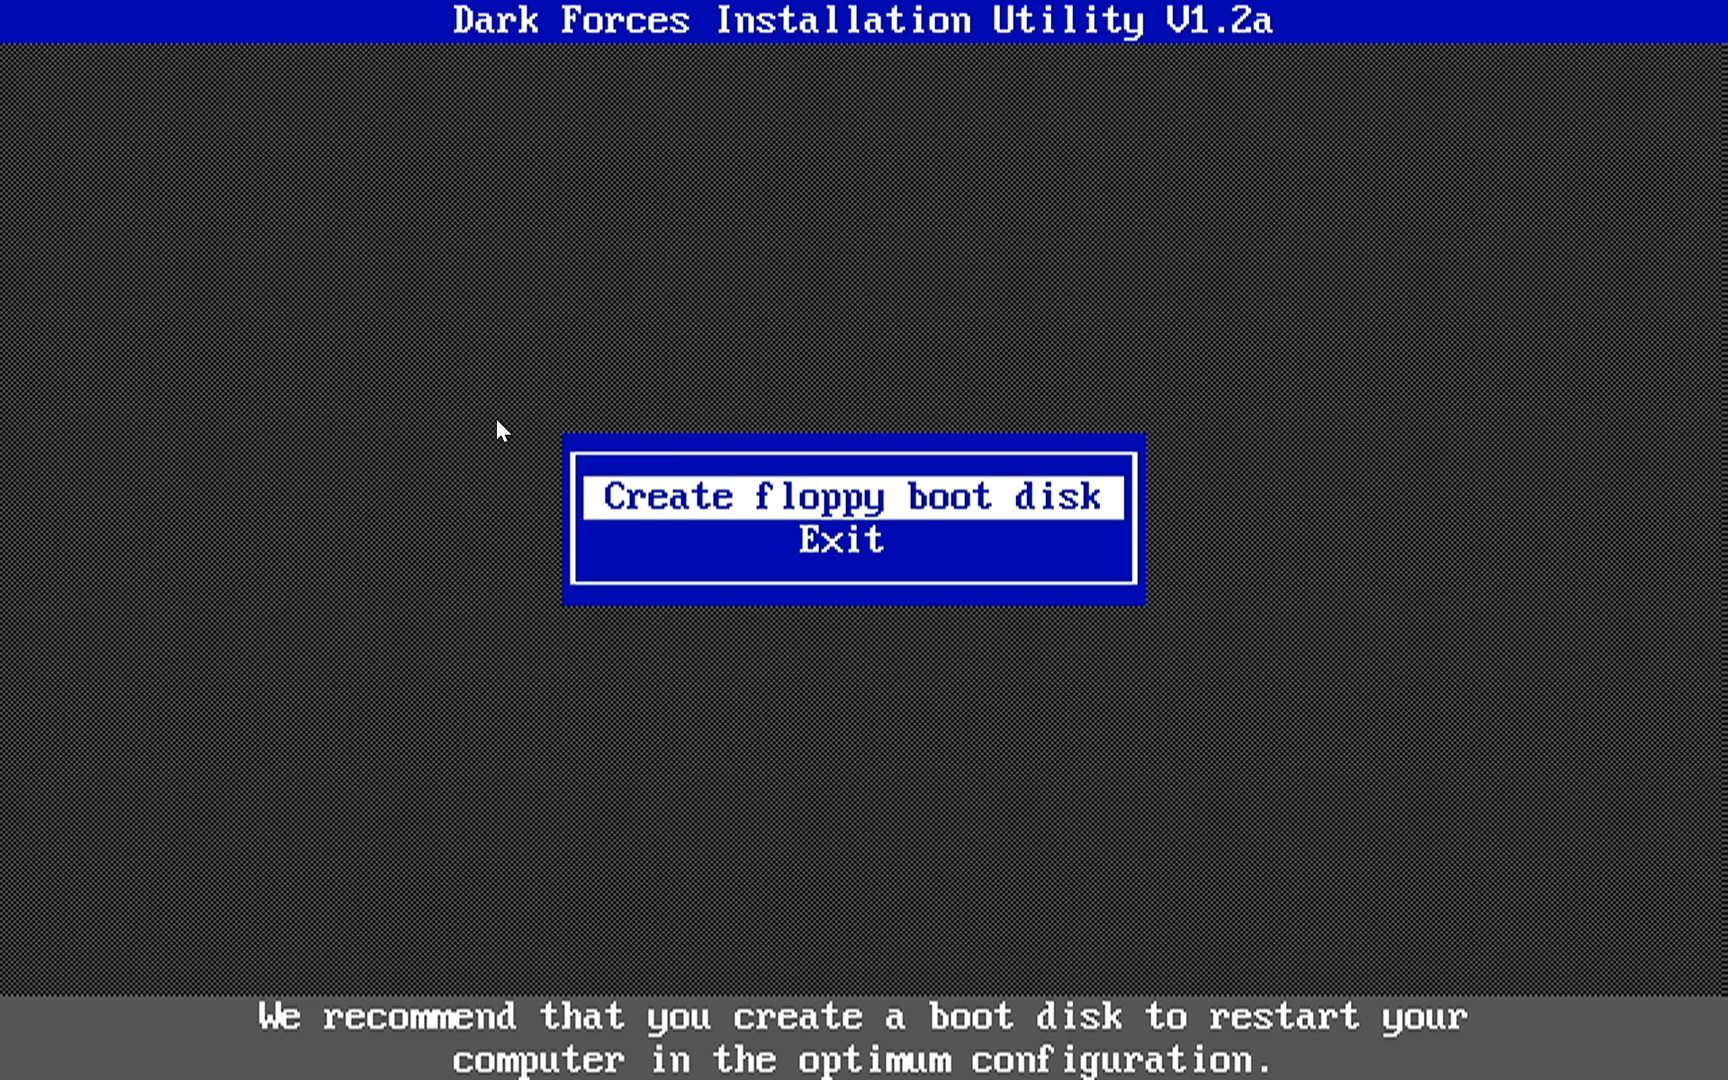 Dark Forces Installation Utility V1.2a
Create floppy boot disk
Exit
We recommend that you create a boot disk to restart your
computer in the optimum configuration.